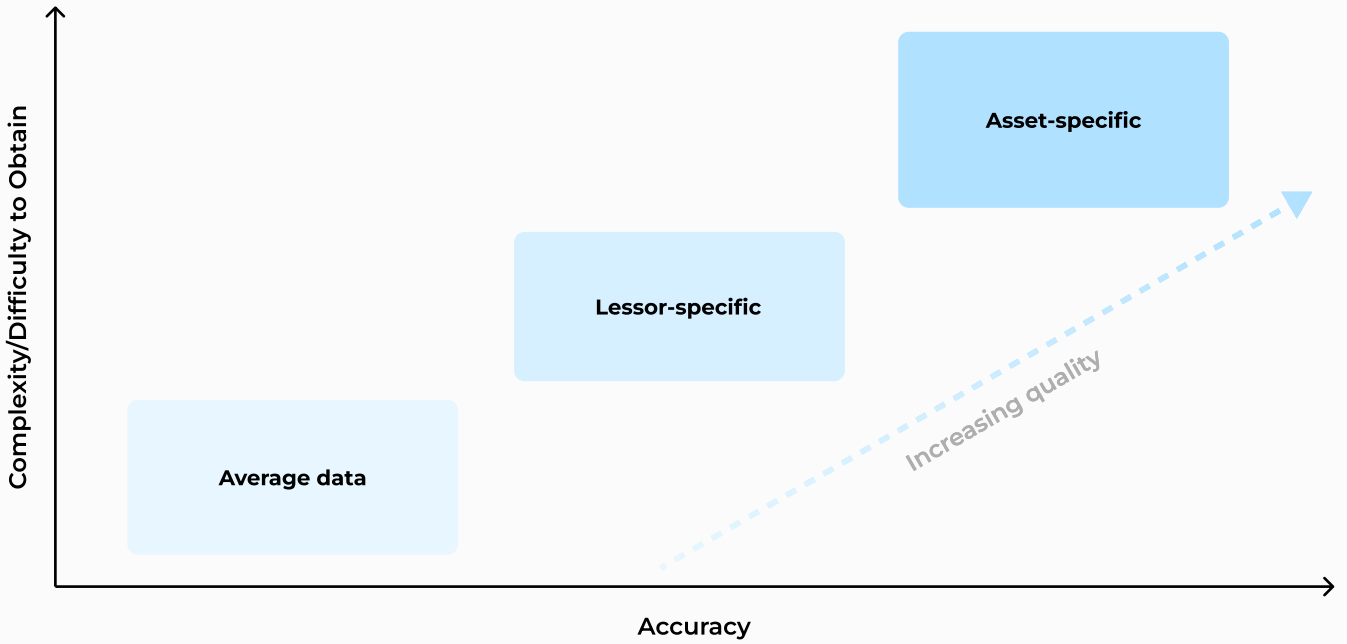 Complexity/Difficulty to Obtain
Asset-specific
Lessor-specific
Increasing quality
Average data
Accuracy